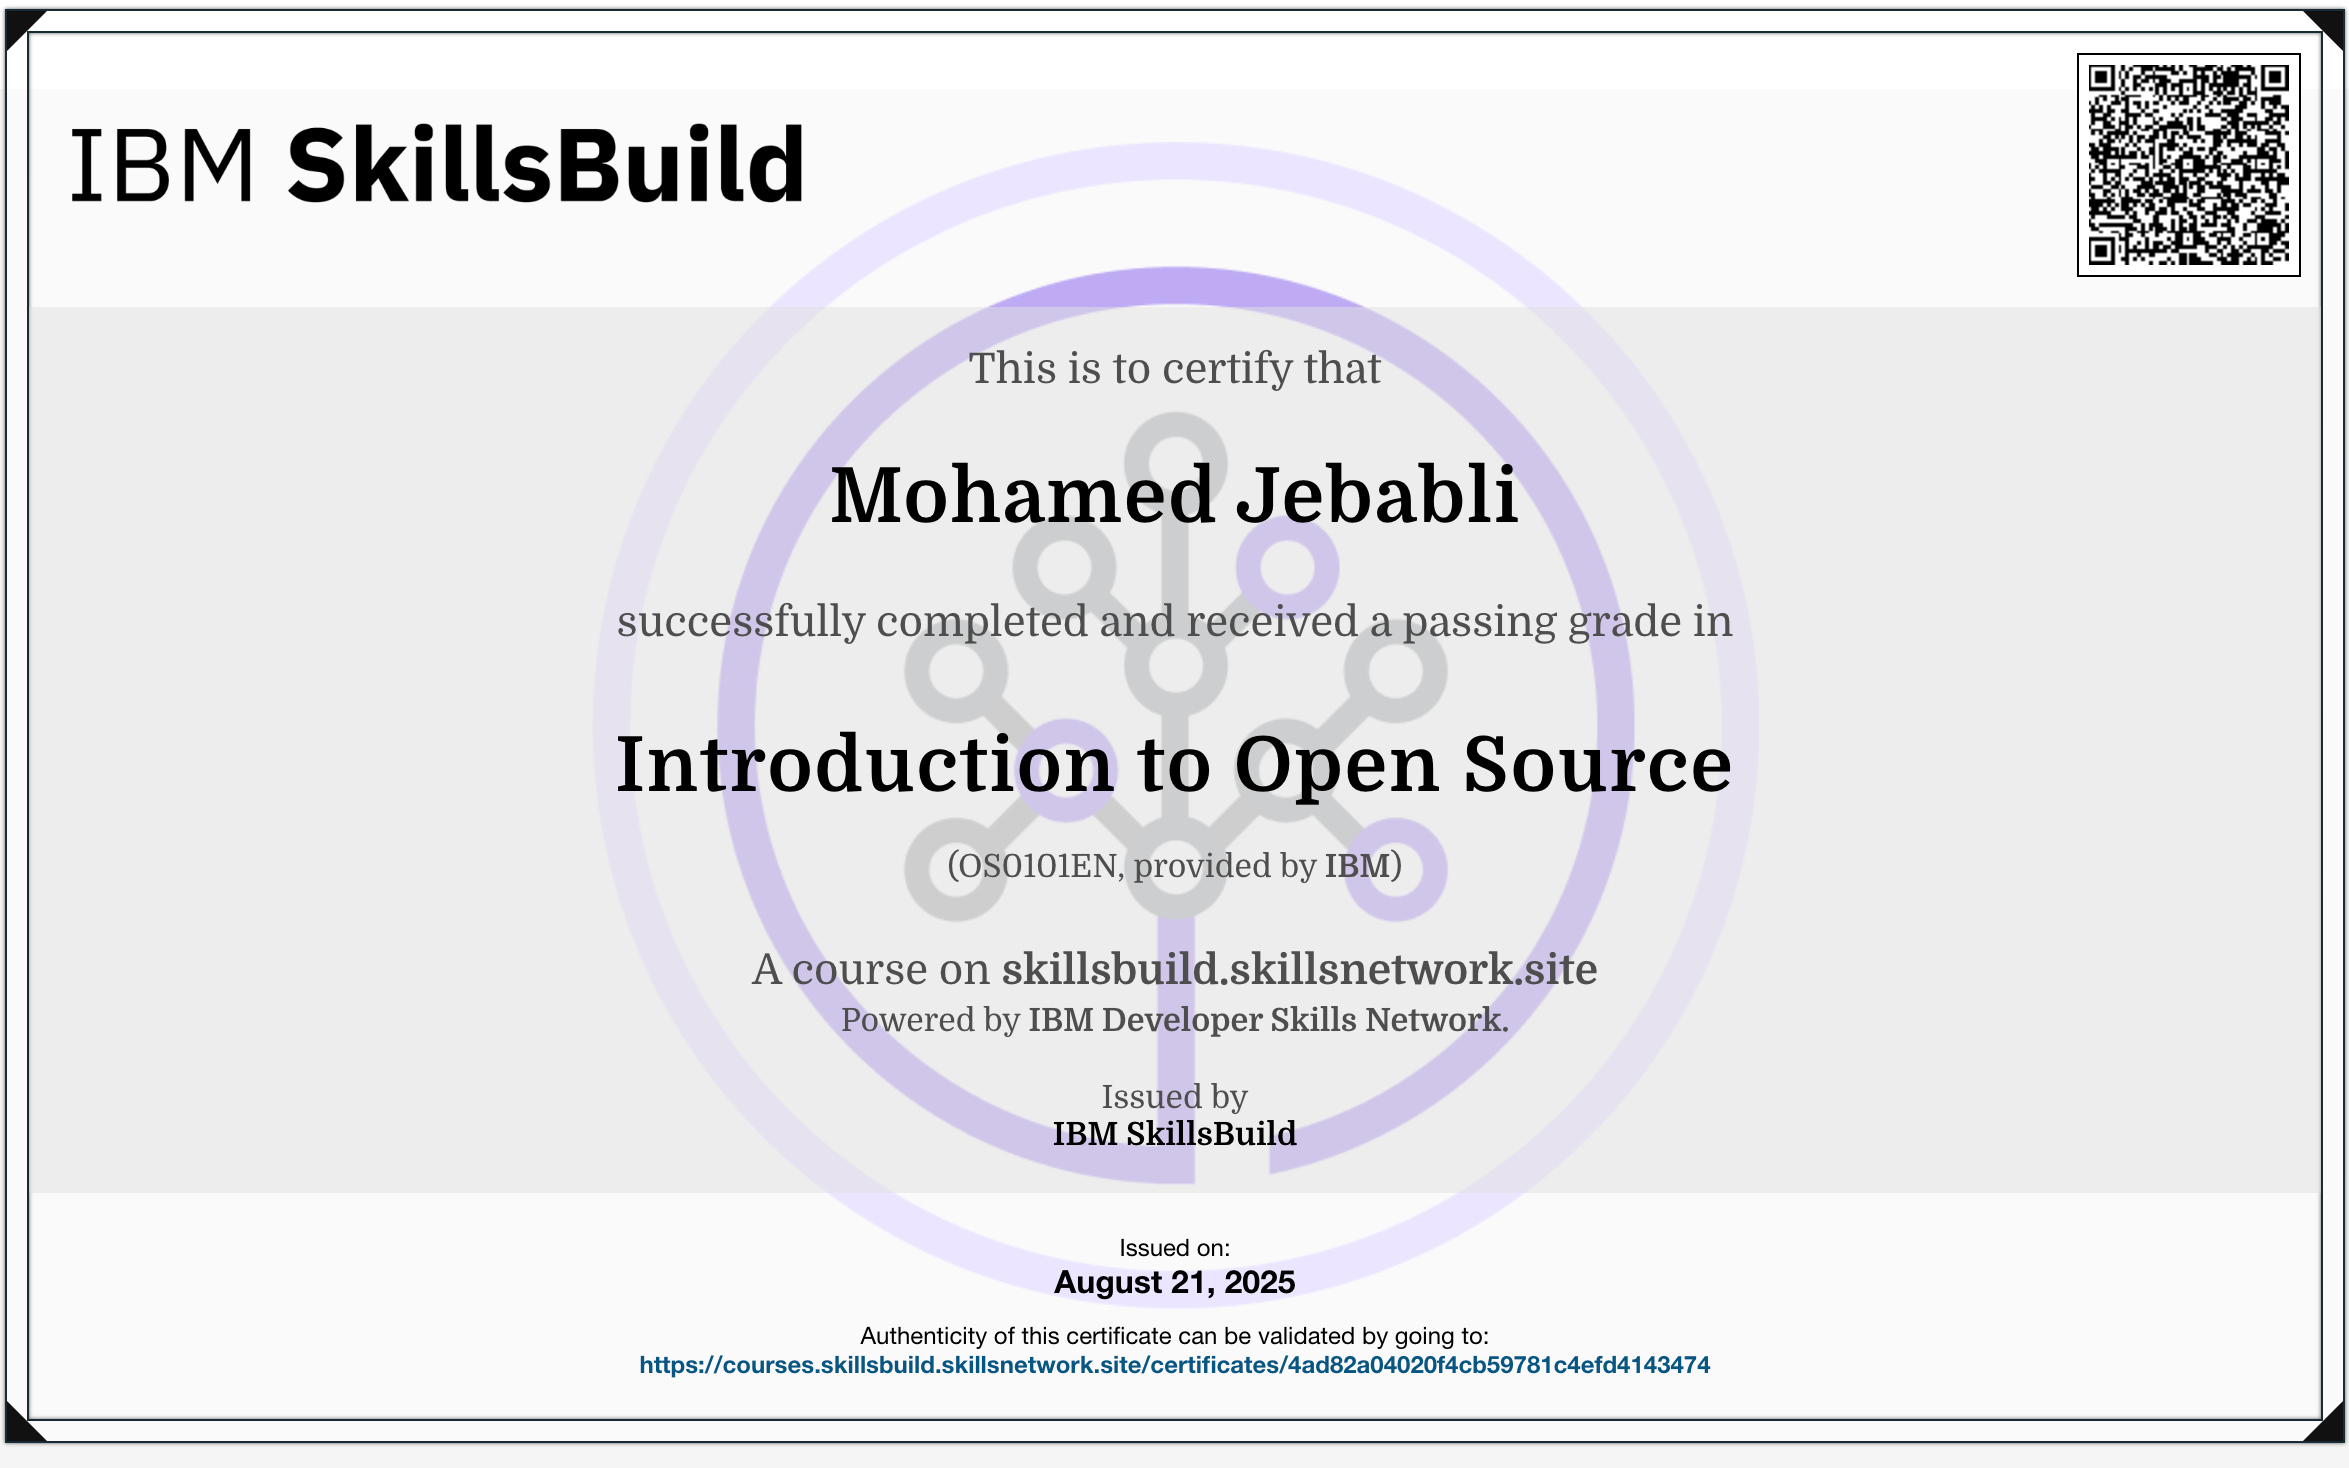 IBM SkillsBuild
This is to certify that
Mohamed Jebabli
successfully completed and received a passing grade in
Introduction to Open Source
(OS0101EN, provided by IBM)
A course on skillsbuild.skillsnetwork.site
Powered by IBM Developer Skills Network.
Issued by
IBM SkillsBuild
Issued on:
August 21, 2025
Authenticity of this certificate can be validated by going to:
https://courses.skillsbuild.skillsnetwork.site/certificates/4ad82a04020f4cb59781c4efd4143474